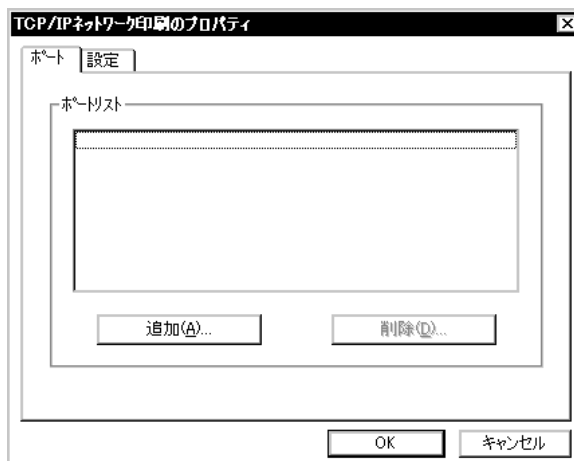 TCP/IPネットワーク印刷のプロパティ
ポート 設定
ポートリスト
追加(A)... 削除(D)...
OK キャンセル